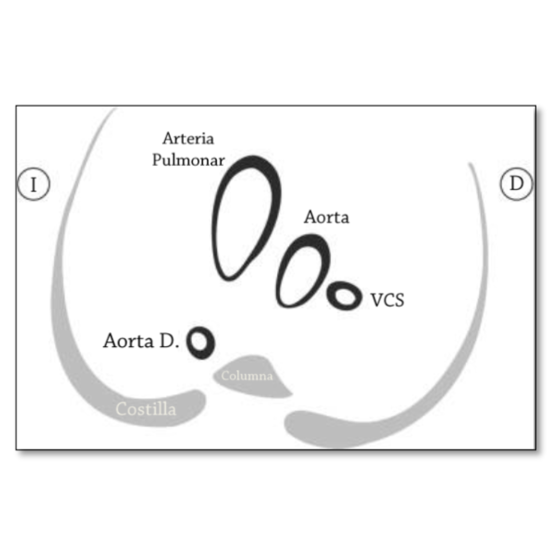 Arteria
Pulmonar
I
D
Aorta
VCS
Aorta D.
Columna
Costilla